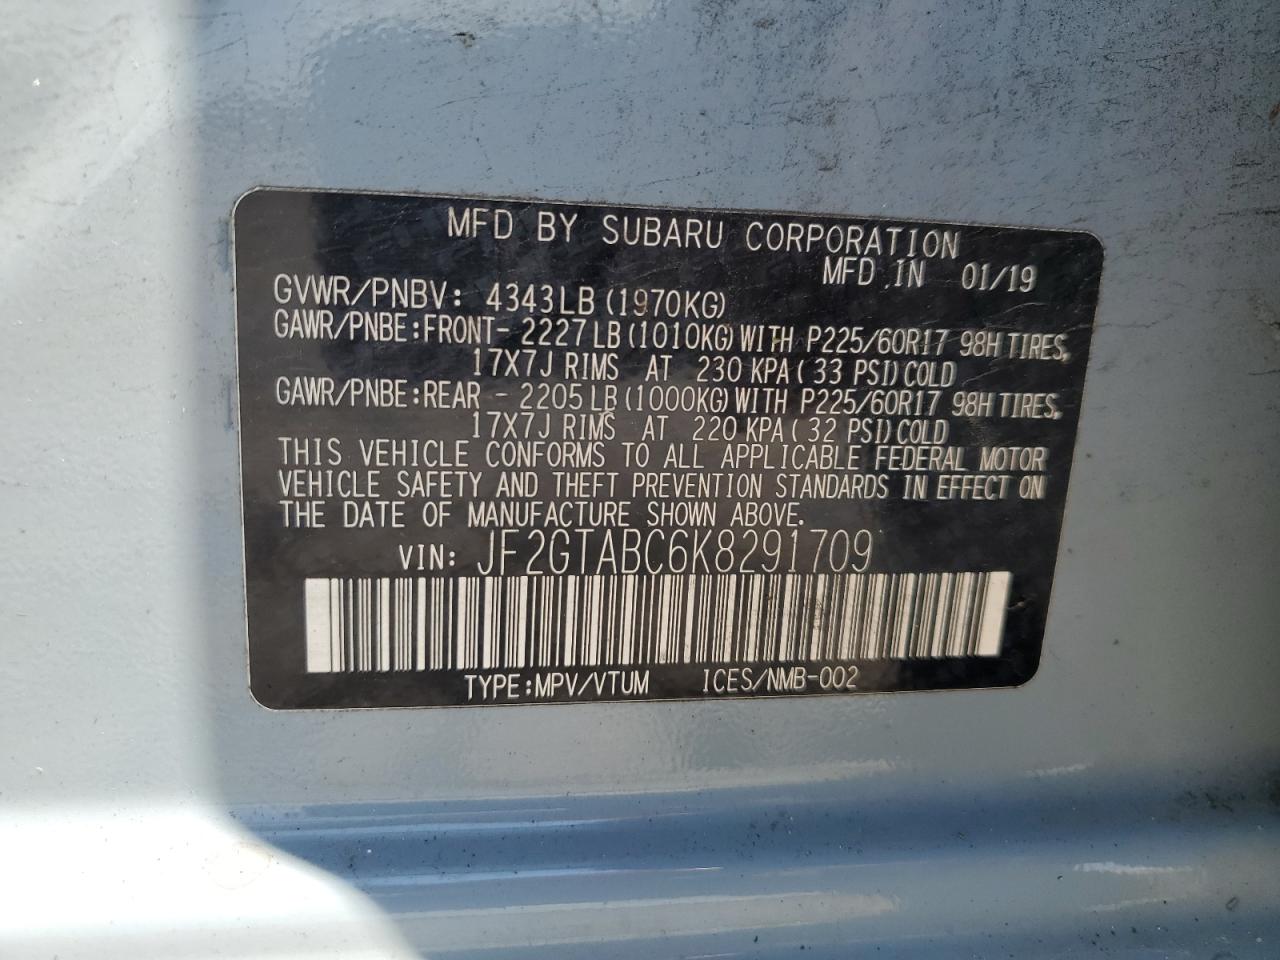 MFD BY SUBARU CORPORATION
MFD IN 01/19
GVWR/PNBV: 4343LB (1970KG)
GAWR/PNBE:FRONT- 2227LB (1010KG) WITH P225/60R17 98H TIRES,
17X7J RIMS AT 230 KPA ( 33 PSI) COLD
GAWR/PNBE:REAR - 2205LB (1000KG) WITH P225/60R17 98H TIRES,
17X7J RIMS AT 220 KPA ( 32 PSI) COLD
THIS VEHICLE CONFORMS TO ALL APPLICABLE FEDERAL MOTOR
VEHICLE SAFETY AND THEFT PREVENTION STANDARDS IN EFFECT ON
THE DATE OF MANUFACTURE SHOWN ABOVE.
VIN: JF2GTABC6K8291709
TYPE:MPV/VTUM ICES/NMB-002